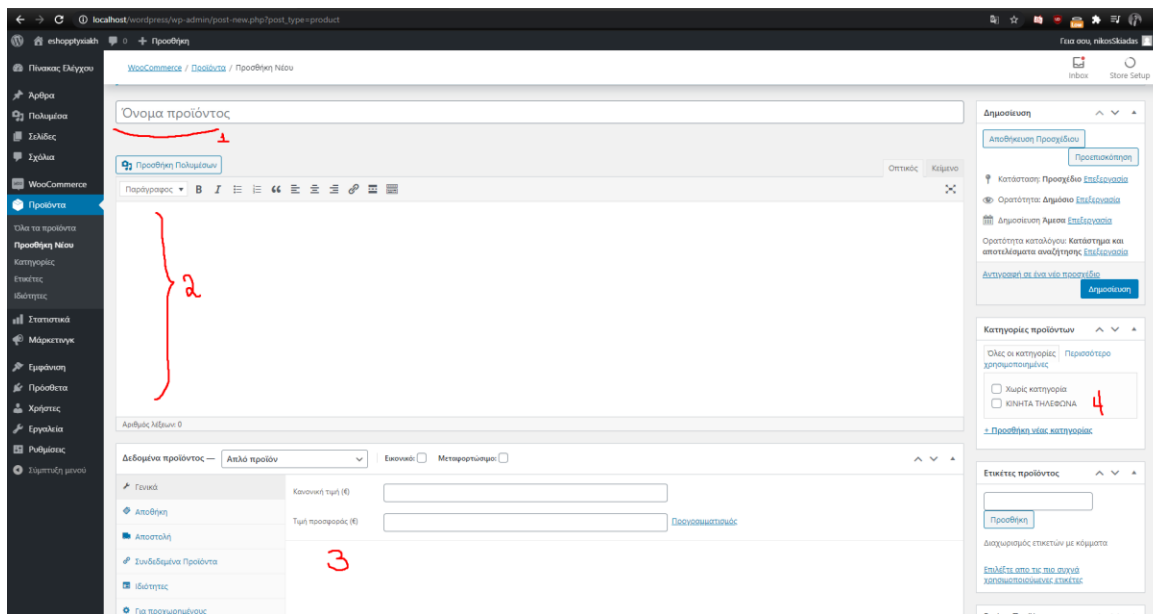 localhost/wordpress/wp-admin/post-new.php?post_type=product
eshopptyxiakh 0 + Προσθήκη
Γεια σου, nikosSkiadas
Πίνακας Ελέγχου
Άρθρα
Πολυμέσα
Σελίδες
Σχόλια
WooCommerce
Προϊόντα
Όλα τα προϊόντα
Προσθήκη Νέου
Κατηγορίες
Ετικέτες
Ιδιότητες
Στατιστικά
Μάρκετινγκ
Εμφάνιση
Πρόσθετα
Χρήστες
Εργαλεία
Ρυθμίσεις
Σύμπτυξη μενού
WooCommerce / Προϊόντα / Προσθήκη Νέου
Inbox
Store Setup
Όνομα προϊόντος
1
Προσθήκη Πολυμέσων
Οπτικός Κείμενο
Παράγραφος B I
2
Αριθμός λέξεων: 0
Δεδομένα προϊόντος — Απλό προϊόν Εικονικό: Μεταφορτώσιμο:
Γενικά
Αποθήκη
Αποστολή
Συνδεδεμένα Προϊόντα
Ιδιότητες
Για προχωρημένους
Κανονική τιμή (€)
Τιμή προσφοράς (€) Προγραμματισμός
3
Δημοσίευση
Αποθήκευση Προσχεδίου
Προεπισκόπηση
Κατάσταση: Προσχέδιο Επεξεργασία
Ορατότητα: Δημόσιο Επεξεργασία
Δημοσίευση Άμεσα Επεξεργασία
Ορατότητα καταλόγου: Κατάστημα και
αποτελέσματα αναζήτησης Επεξεργασία
Αντιγραφή σε ένα νέο προσχέδιο
Δημοσίευση
Κατηγορίες προϊόντων
Όλες οι κατηγορίες Περισσότερο
χρησιμοποιημένες
Χωρίς κατηγορία
ΚΙΝΗΤΑ ΤΗΛΕΦΩΝΑ
4
+ Προσθήκη νέας κατηγορίας
Ετικέτες προϊόντος
Προσθήκη
Διαχωρισμός ετικετών με κόμματα
Επιλέξτε απο τις πιο συχνά
χρησιμοποιούμενες ετικέτες